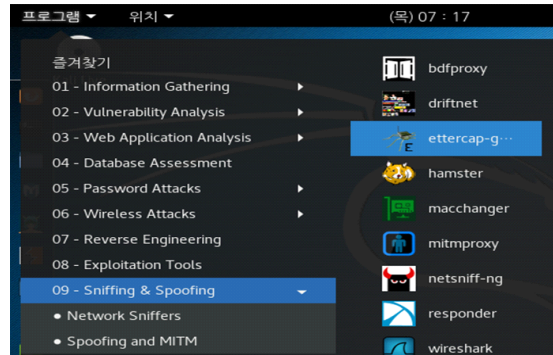 프로그램 ▾ 위치 ▾ (목) 07 : 17
즐겨찾기
01 - Information Gathering
02 - Vulnerability Analysis
03 - Web Application Analysis
04 - Database Assessment
05 - Password Attacks
06 - Wireless Attacks
07 - Reverse Engineering
08 - Exploitation Tools
09 - Sniffing & Spoofing
• Network Sniffers
• Spoofing and MITM
bdfproxy
driftnet
ettercap-g…
hamster
macchanger
mitmproxy
netsniff-ng
responder
wireshark